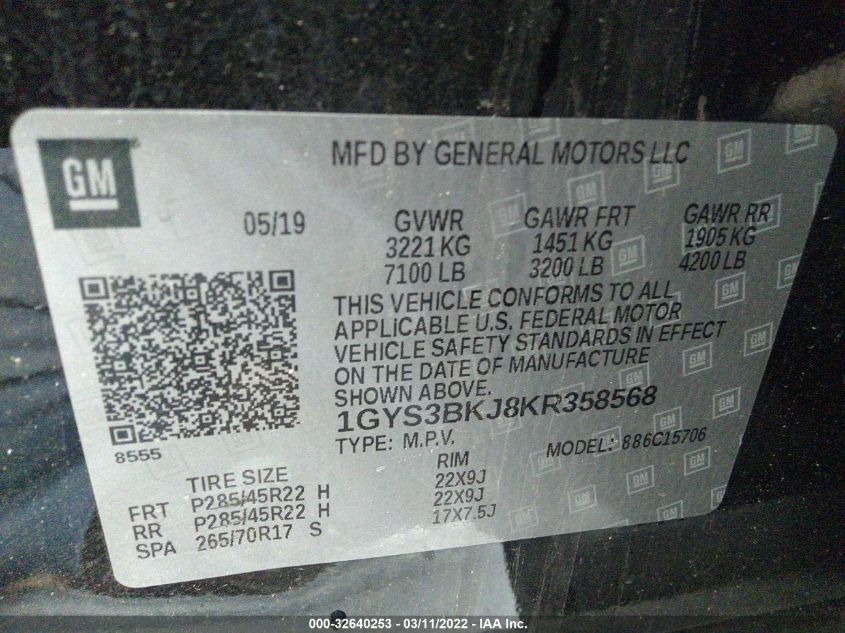 GM
MFD BY GENERAL MOTORS LLC
05/19
GVWR GAWR FRT GAWR RR
3221 KG 1451 KG 1905 KG
7100 LB 3200 LB 4200 LB
THIS VEHICLE CONFORMS TO ALL
APPLICABLE U.S. FEDERAL MOTOR
VEHICLE SAFETY STANDARDS IN EFFECT
ON THE DATE OF MANUFACTURE
SHOWN ABOVE.
1GYS3BKJ8KR358568
8555
TYPE: M.P.V. MODEL: 886C15706
TIRE SIZE RIM
FRT P285/45R22 H 22X9J
RR P285/45R22 H 22X9J
SPA 265/70R17 S 17X7.5J
000-32640253 - 03/11/2022 - IAA Inc.